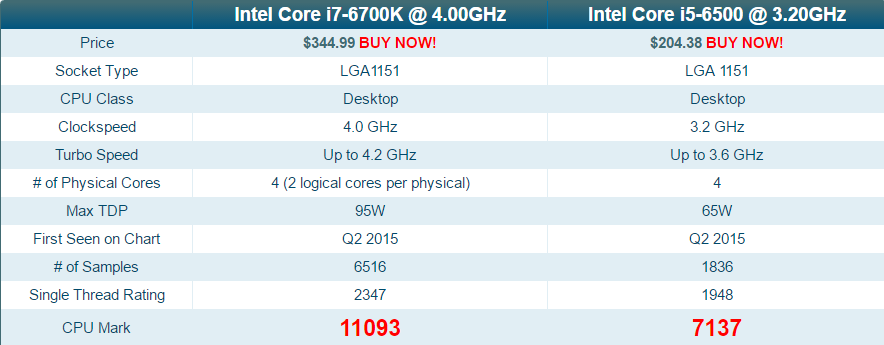 Intel Core i7-6700K @ 4.00GHz Intel Core i5-6500 @ 3.20GHz
Price $344.99 BUY NOW! $204.38 BUY NOW!
Socket Type LGA1151 LGA 1151
CPU Class Desktop Desktop
Clockspeed 4.0 GHz 3.2 GHz
Turbo Speed Up to 4.2 GHz Up to 3.6 GHz
# of Physical Cores 4 (2 logical cores per physical) 4
Max TDP 95W 65W
First Seen on Chart Q2 2015 Q2 2015
# of Samples 6516 1836
Single Thread Rating 2347 1948
CPU Mark 11093 7137